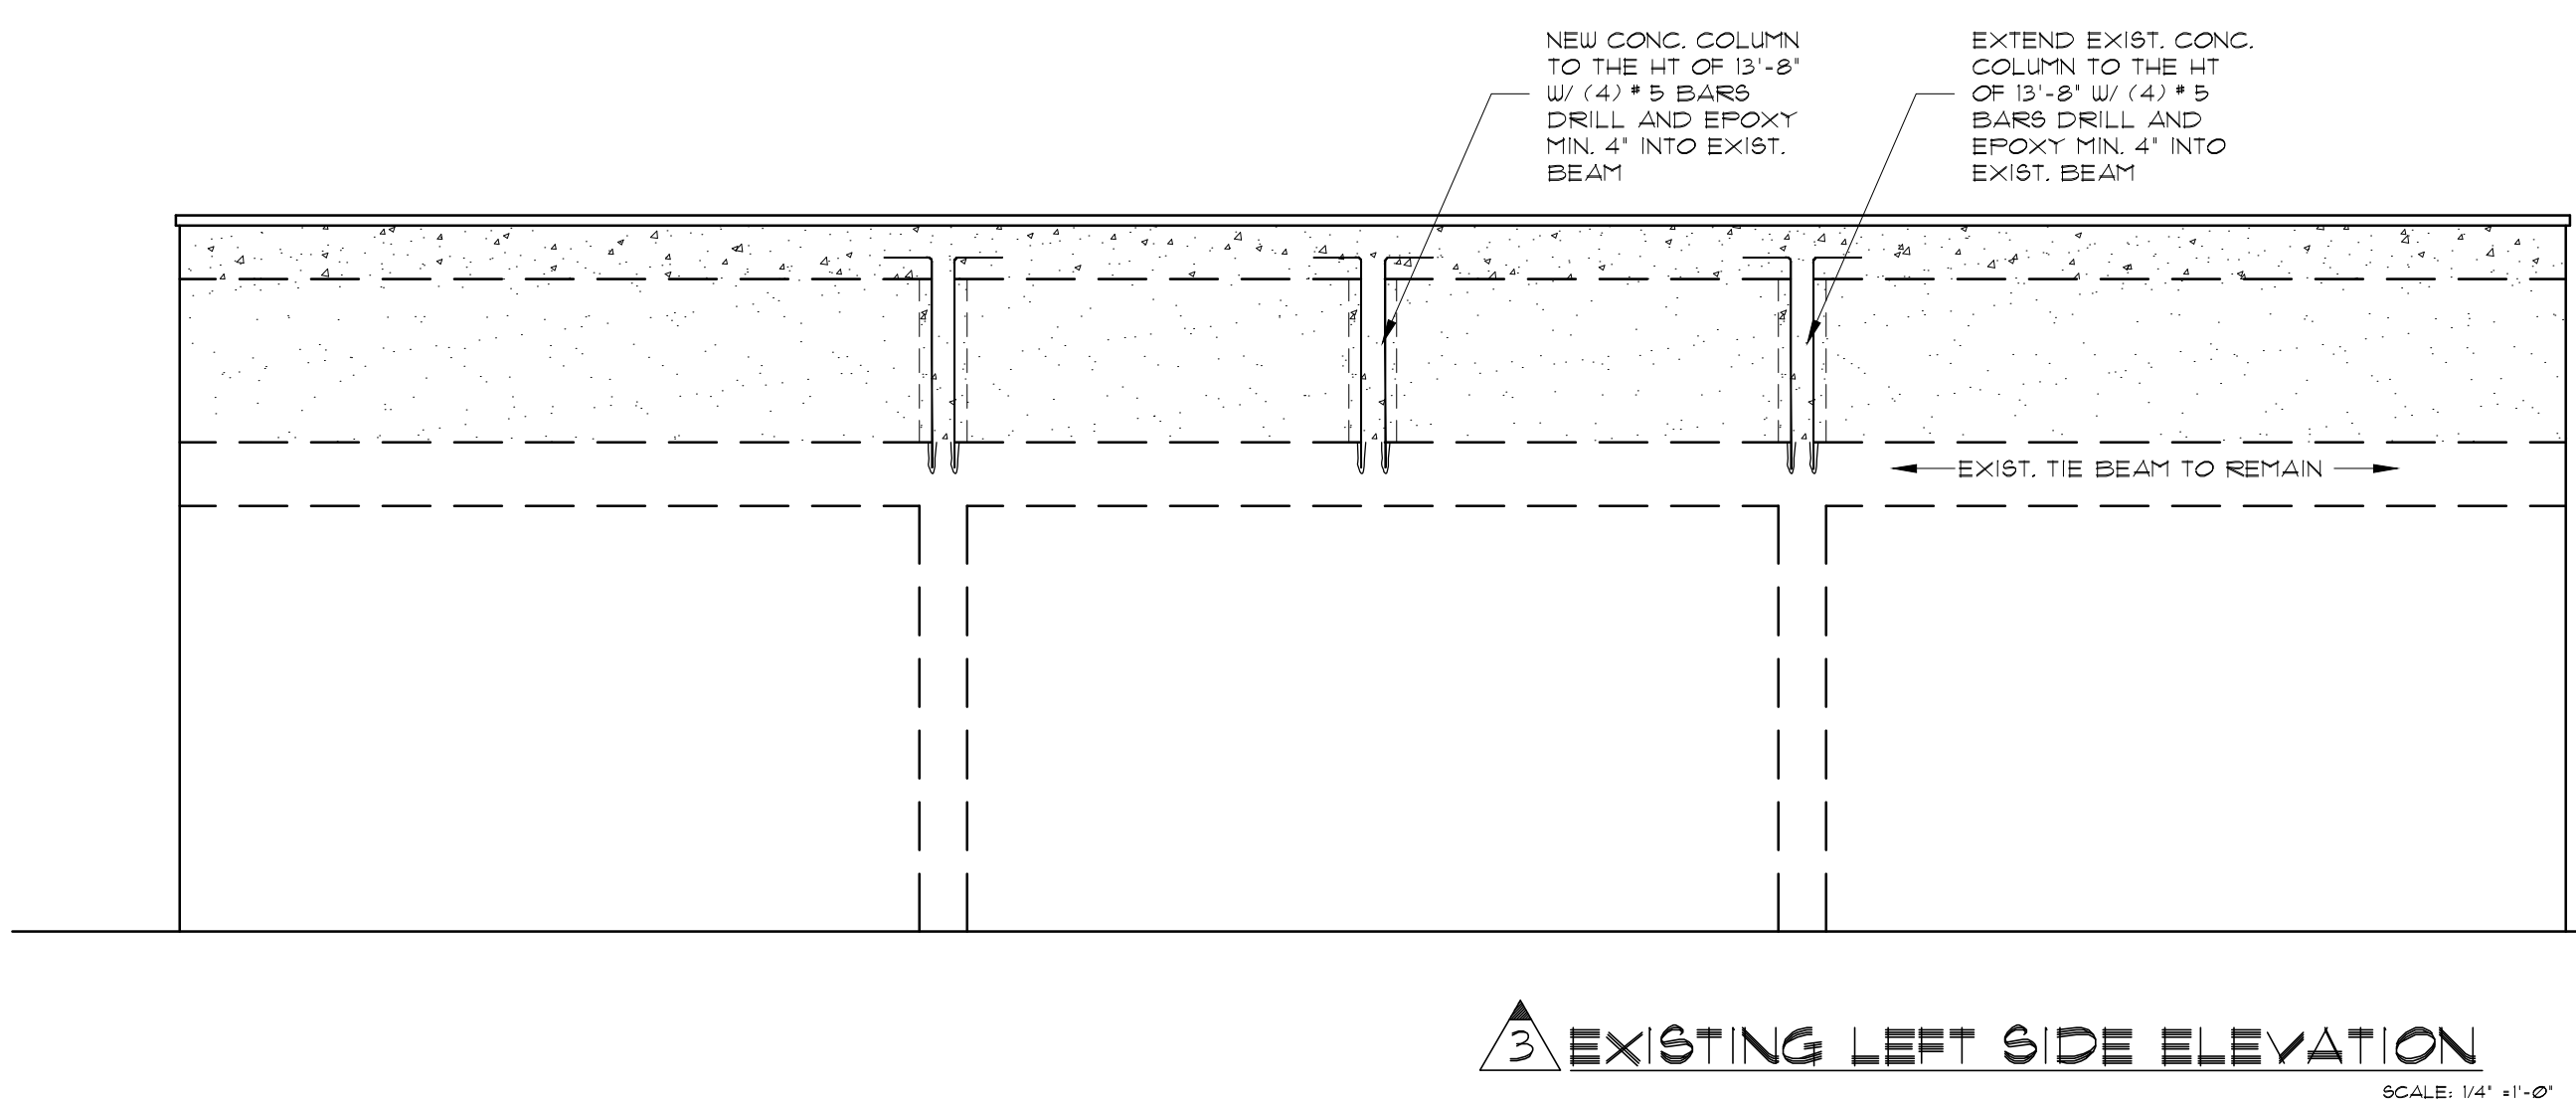 NEW CONC. COLUMN
TO THE HT OF 13'-8"
W/ (4) # 5 BARS
DRILL AND EPOXY
MIN. 4" INTO EXIST.
BEAM
EXTEND EXIST. CONC.
COLUMN TO THE HT
OF 13'-8" W/ (4) # 5
BARS DRILL AND
EPOXY MIN. 4" INTO
EXIST. BEAM
EXIST. TIE BEAM TO REMAIN
3 EXISTING LEFT SIDE ELEVATION
SCALE: 1/4" =1'-0"